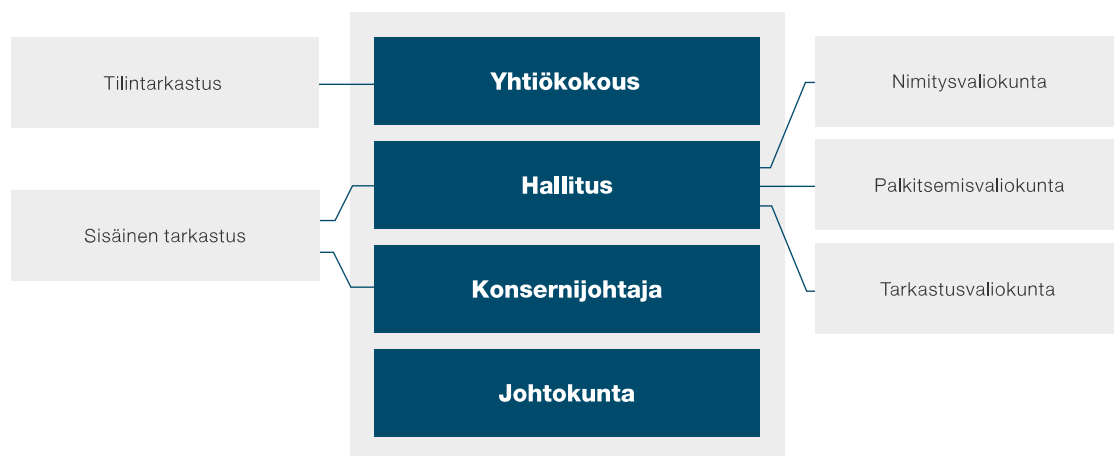 Tilintarkastus
Sisäinen tarkastus
Yhtiökokous
Hallitus
Konsernijohtaja
Johtokunta
Nimitysvaliokunta
Palkitsemisvaliokunta
Tarkastusvaliokunta